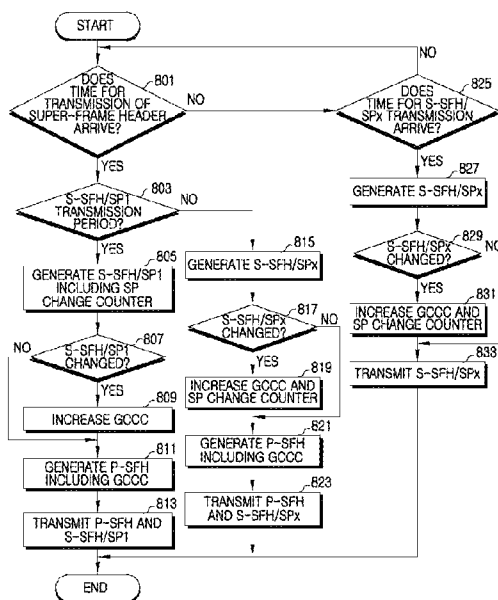 START
801
DOES
TIME FOR
TRANSMISSION OF
SUPER-FRAME HEADER
ARRIVE?
NO
YES
803
S-SFH/SP1
TRANSMISSION
PERIOD?
NO
YES
805
GENERATE S-SFH/SP1
INCLUDING SP
CHANGE COUNTER
807
S-SFH/SP1
CHANGED?
NO
YES
809
INCREASE GCCC
811
GENERATE P-SFH
INCLUDING GCCC
813
TRANSMIT P-SFH AND
S-SFH/SP1
END
815
GENERATE S-SFH/SPx
817
S-SFH/SPx
CHANGED?
NO
YES
819
INCREASE GCCC AND
SP CHANGE COUNTER
821
GENERATE P-SFH
INCLUDING GCCC
823
TRANSMIT P-SFH
AND S-SFH/SPx
NO
825
DOES
TIME FOR S-SFH/
SPx TRANSMISSION
ARRIVE?
YES
827
GENERATE S-SFH/SPx
829
S-SFH/SPx
CHANGED?
NO
YES
831
INCREASE GCCC AND
SP CHANGE COUNTER
833
TRANSMIT S-SFH/SPx